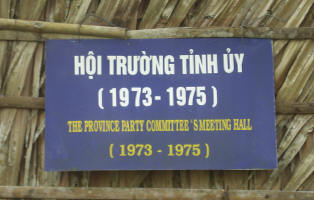 HỘI TRƯỜNG TỈNH ỦY
( 1973 - 1975 )
THE PROVINCE PARTY COMMITTEE 'S MEETING HALL
( 1973 - 1975 )